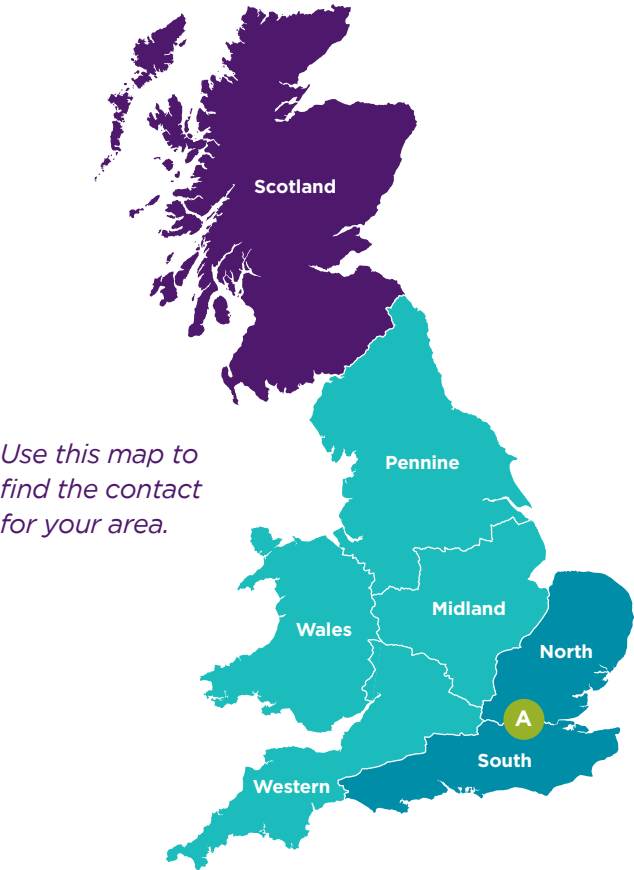 Scotland
Use this map to
find the contact
for your area.
Pennine
Midland
Wales
North
A
South
Western